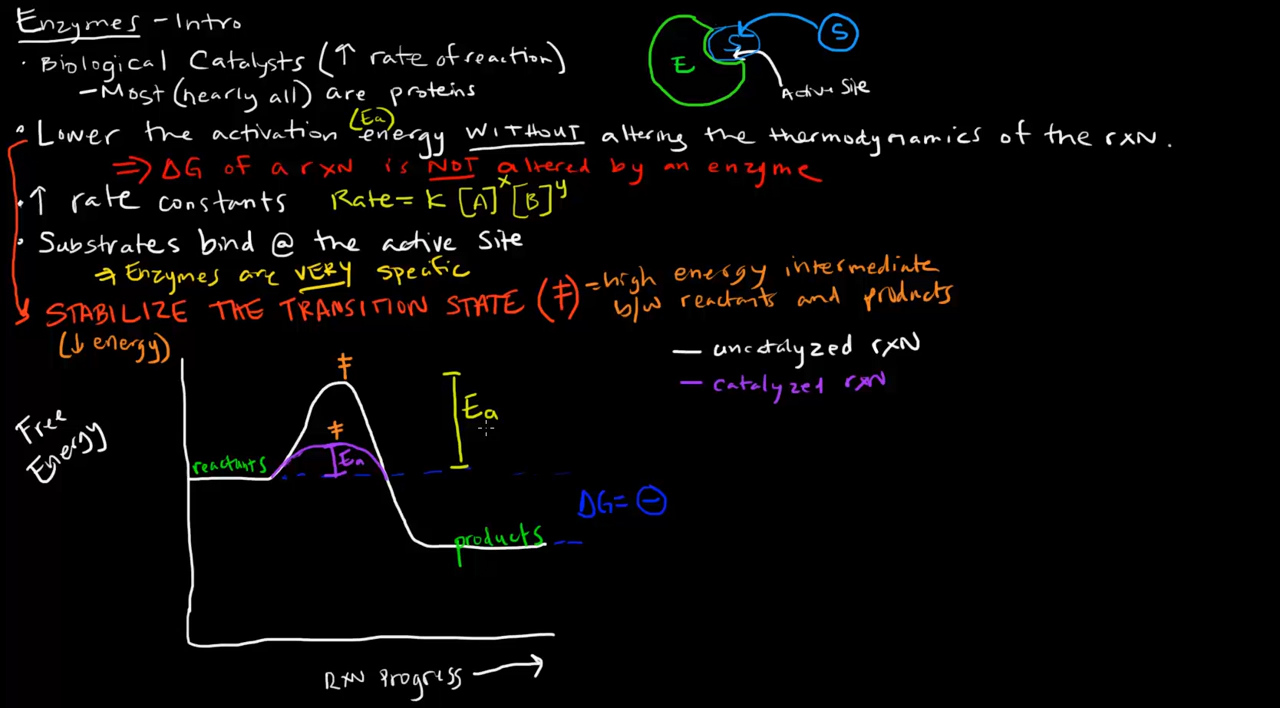 Enzymes - Intro
• Biological Catalysts (↑ rate of reaction)
- Most (nearly all) are proteins
E
S
S
Active Site
• Lower the activation energy WITHOUT altering the thermodynamics of the rxN.
(Ea)
⇒ ΔG of a rxN is NOT altered by an enzyme
• ↑ rate constants Rate = K [A]^x [B]^y
• Substrates bind @ the active site
⇒ Enzymes are VERY specific
STABILIZE THE TRANSITION STATE (‡) = high energy intermediate
b/w reactants and products
(↓ energy)
— uncatalyzed rxN
— catalyzed rxN
Free
Energy
‡
‡
Ea
Ea
reactants
ΔG = ⊖
products
RXN Progress →